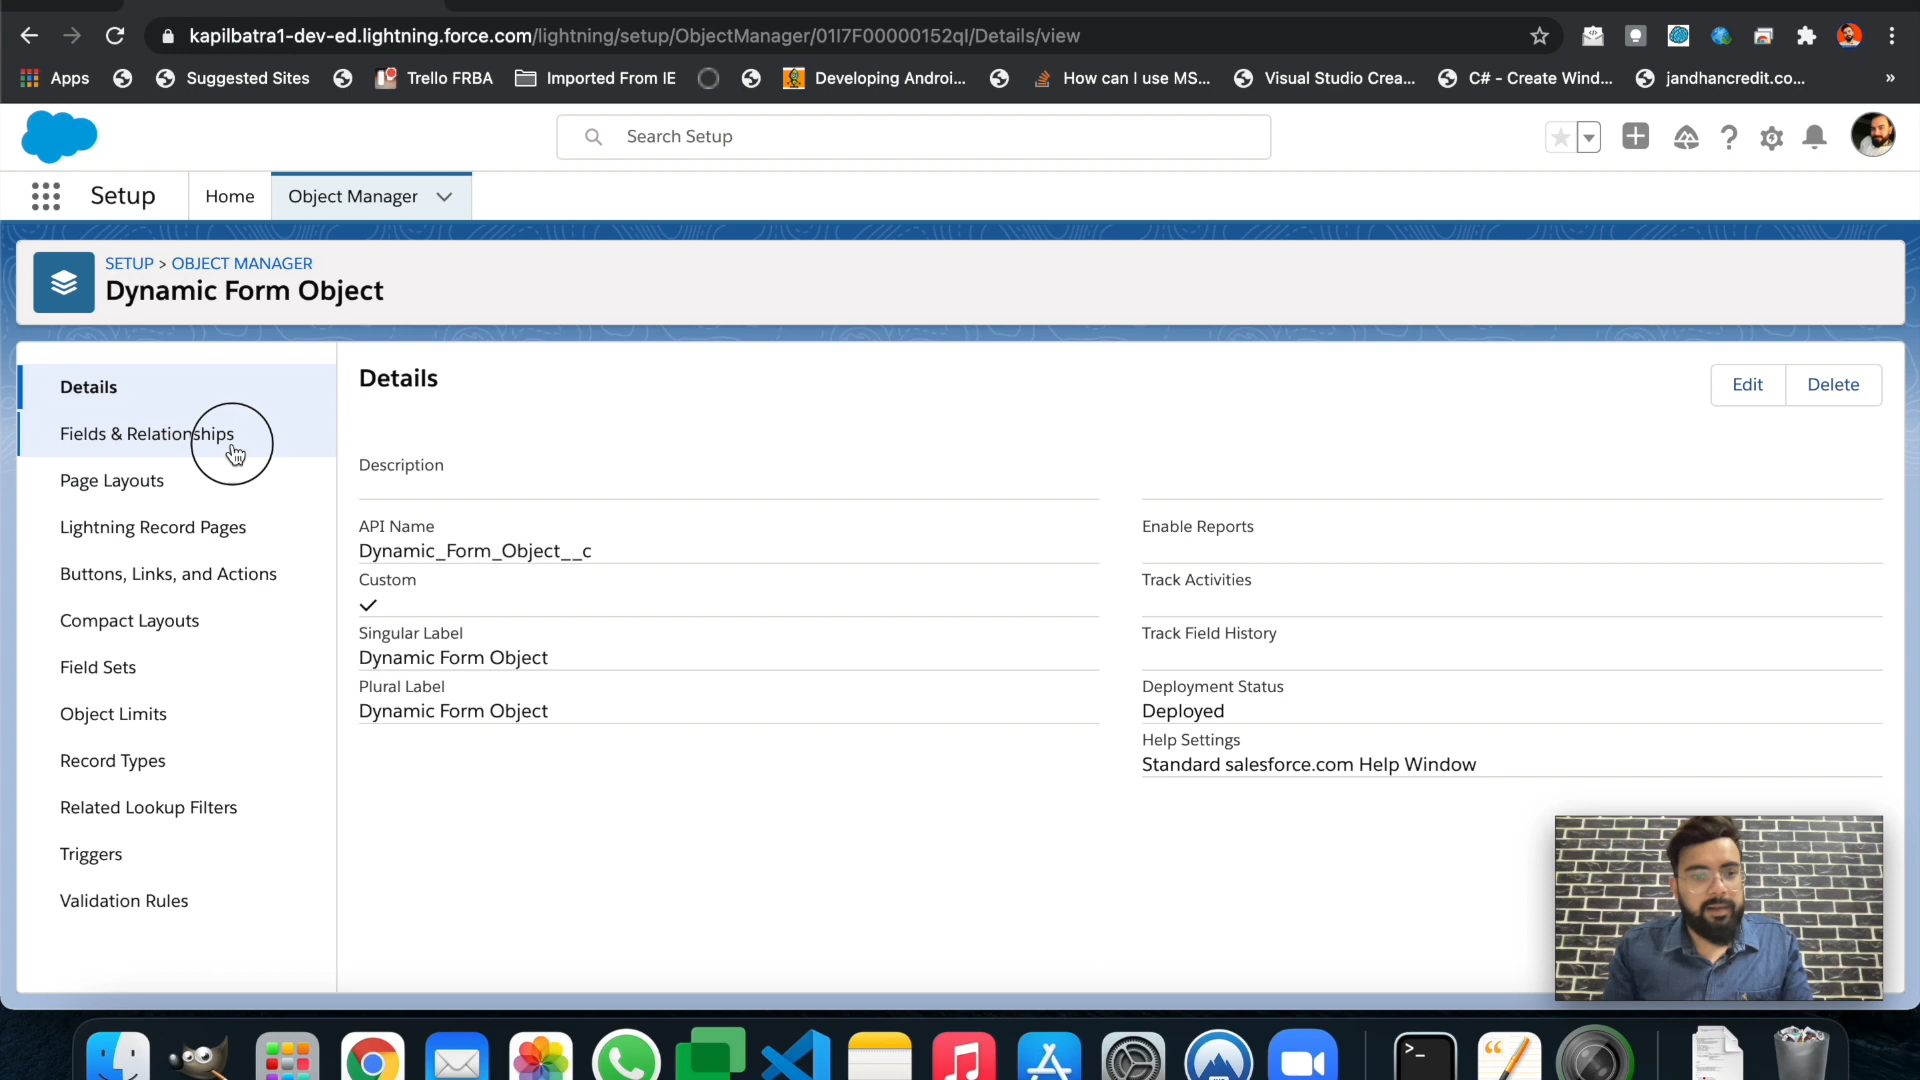 kapilbatra1-dev-ed.lightning.force.com/lightning/setup/ObjectManager/01I7F00000152ql/Details/view
Apps
Suggested Sites
Trello FRBA
Imported From IE
Developing Androi...
How can I use MS...
Visual Studio Crea...
C# - Create Wind...
jandhancredit.co...
»
Search Setup
Setup
Home
Object Manager
SETUP > OBJECT MANAGER
Dynamic Form Object
Details
Fields & Relationships
Page Layouts
Lightning Record Pages
Buttons, Links, and Actions
Compact Layouts
Field Sets
Object Limits
Record Types
Related Lookup Filters
Triggers
Validation Rules
Details
Edit
Delete
Description
API Name
Dynamic_Form_Object__c
Custom
Singular Label
Dynamic Form Object
Plural Label
Dynamic Form Object
Enable Reports
Track Activities
Track Field History
Deployment Status
Deployed
Help Settings
Standard salesforce.com Help Window